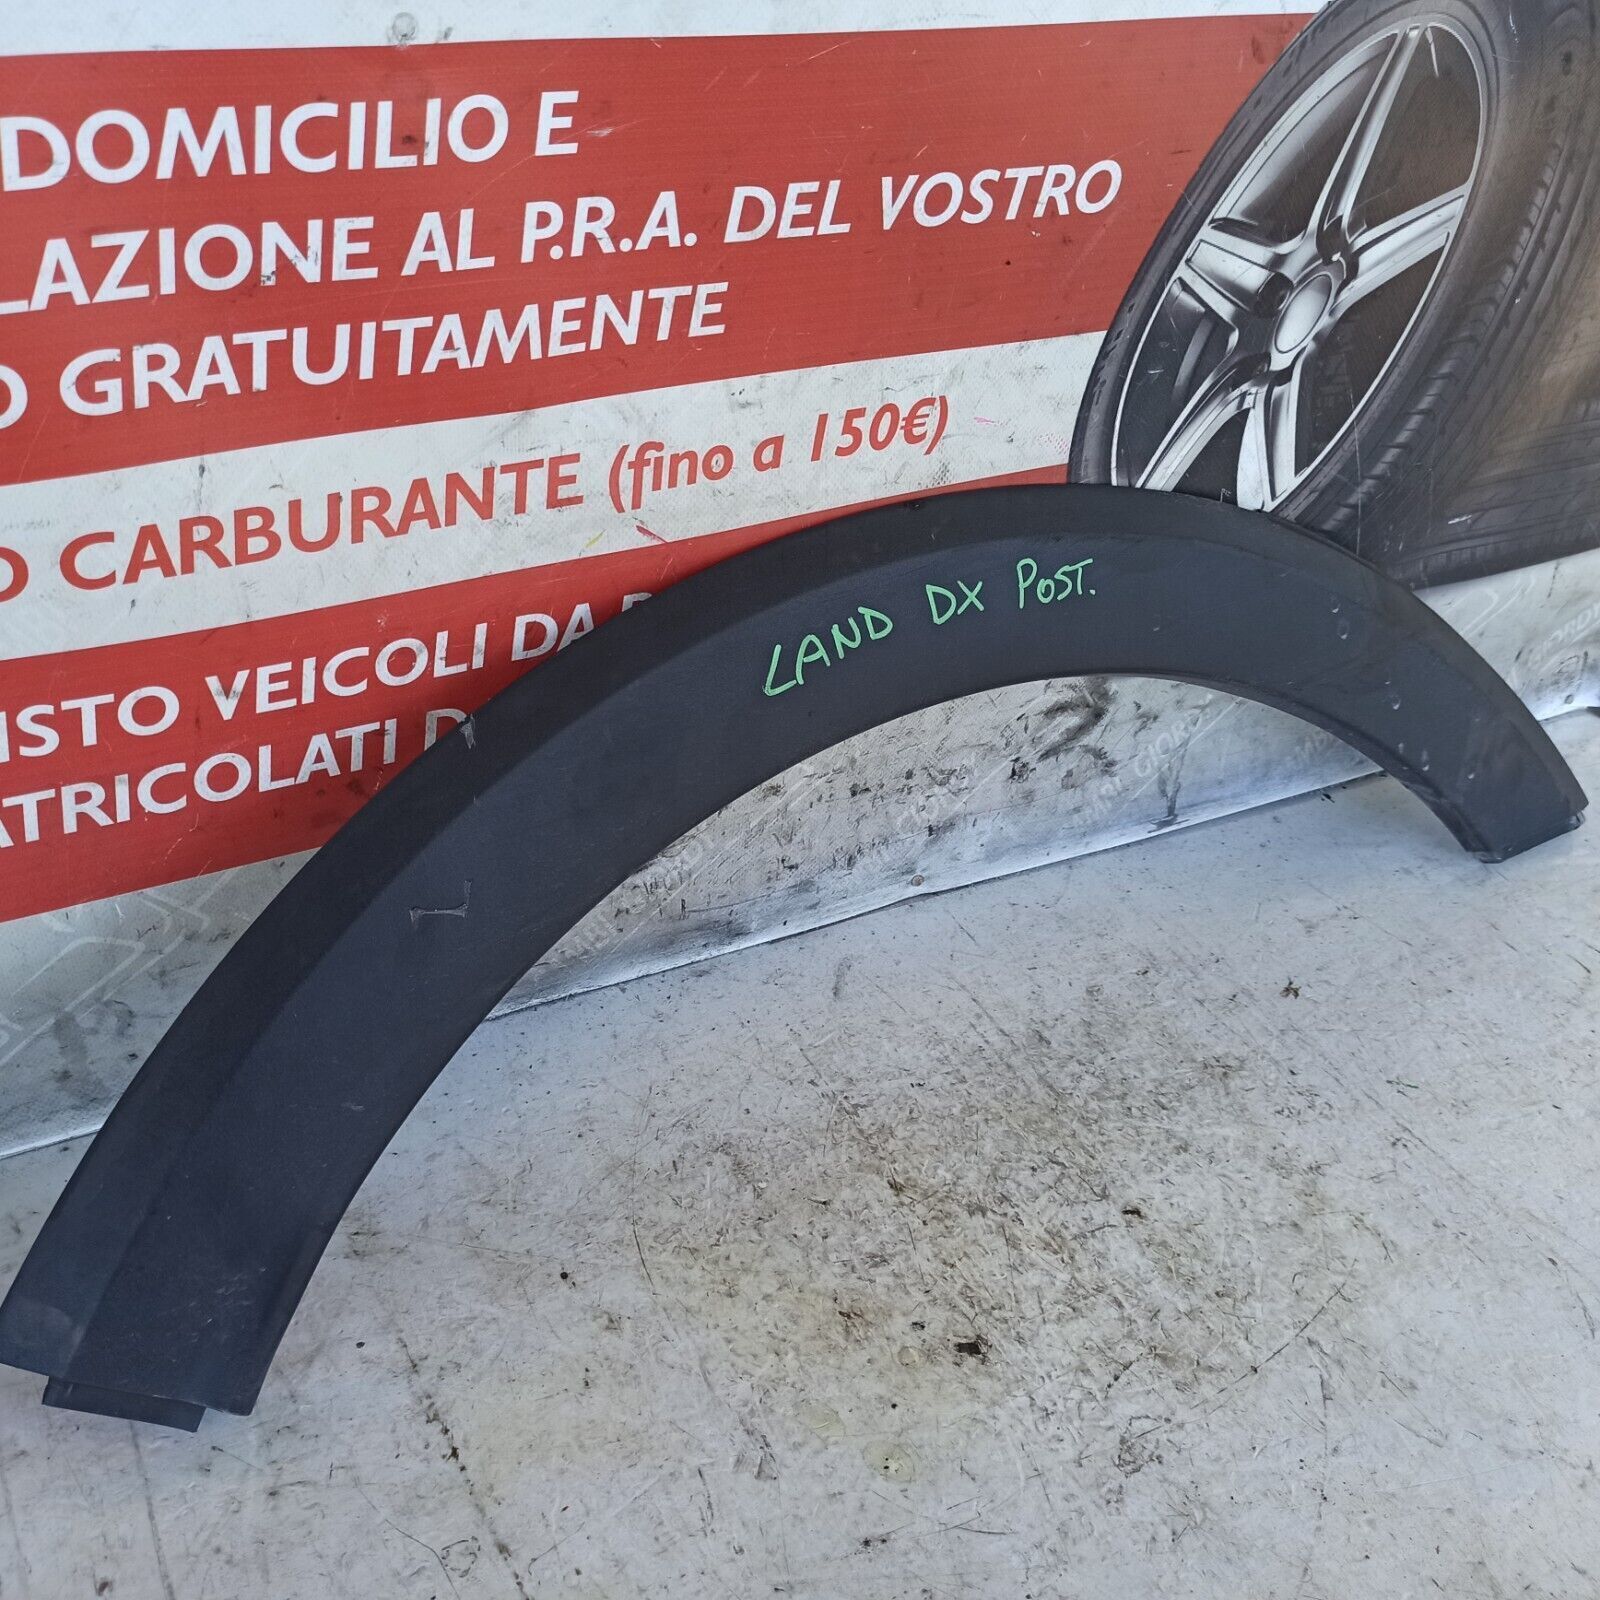 DOMICILIO E
LAZIONE AL P.R.A. DEL VOSTRO
O GRATUITAMENTE
O CARBURANTE (fino a 150€)
ISTO VEICOLI DA
ATRICOLATI D
LAND DX POST.